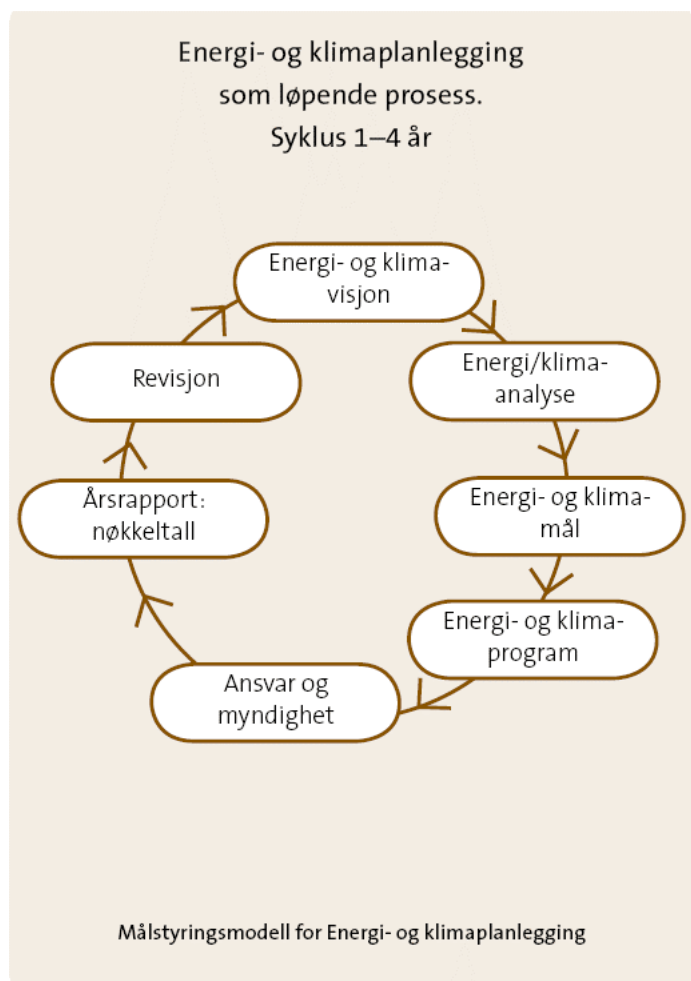 Energi- og klimaplanlegging
som løpende prosess.
Syklus 1–4 år
Energi- og klima-
visjon
Energi/klima-
analyse
Energi- og klima-
mål
Energi- og klima-
program
Ansvar og
myndighet
Årsrapport:
nøkkeltall
Revisjon
Målstyringsmodell for Energi- og klimaplanlegging